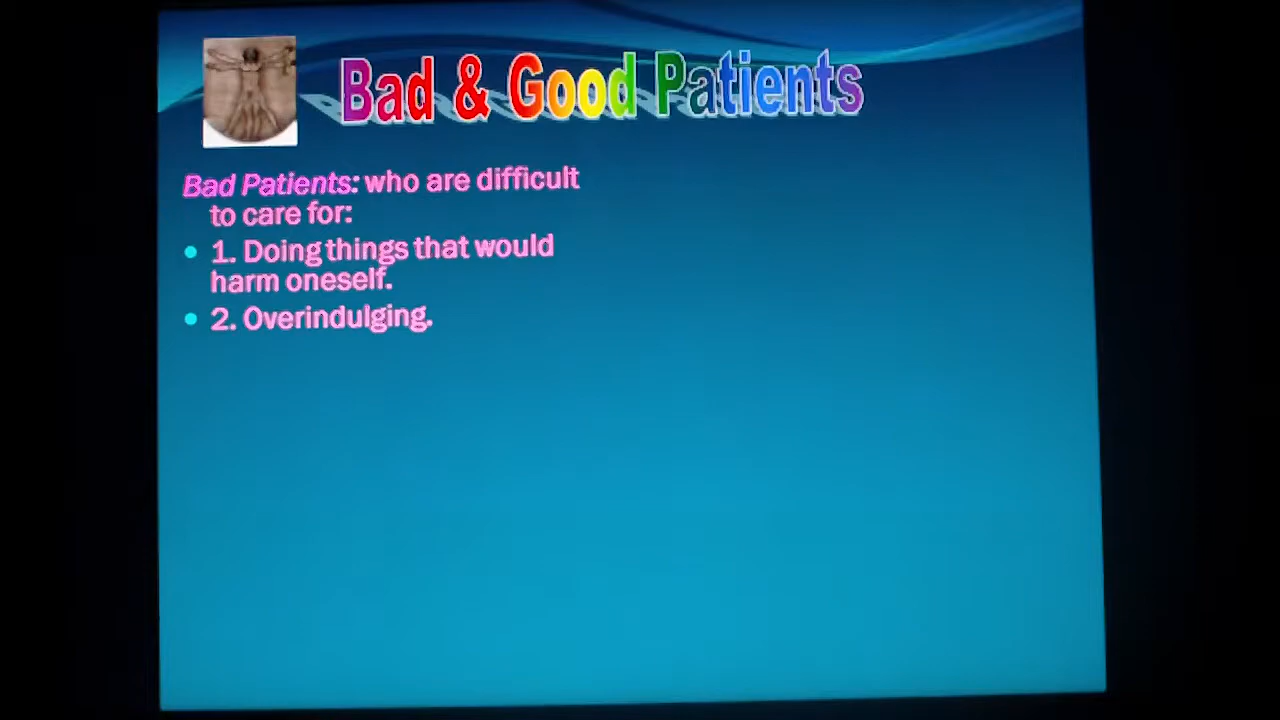 Bad & Good Patients
Bad Patients: who are difficult
to care for:
1. Doing things that would
harm oneself.
2. Overindulging.